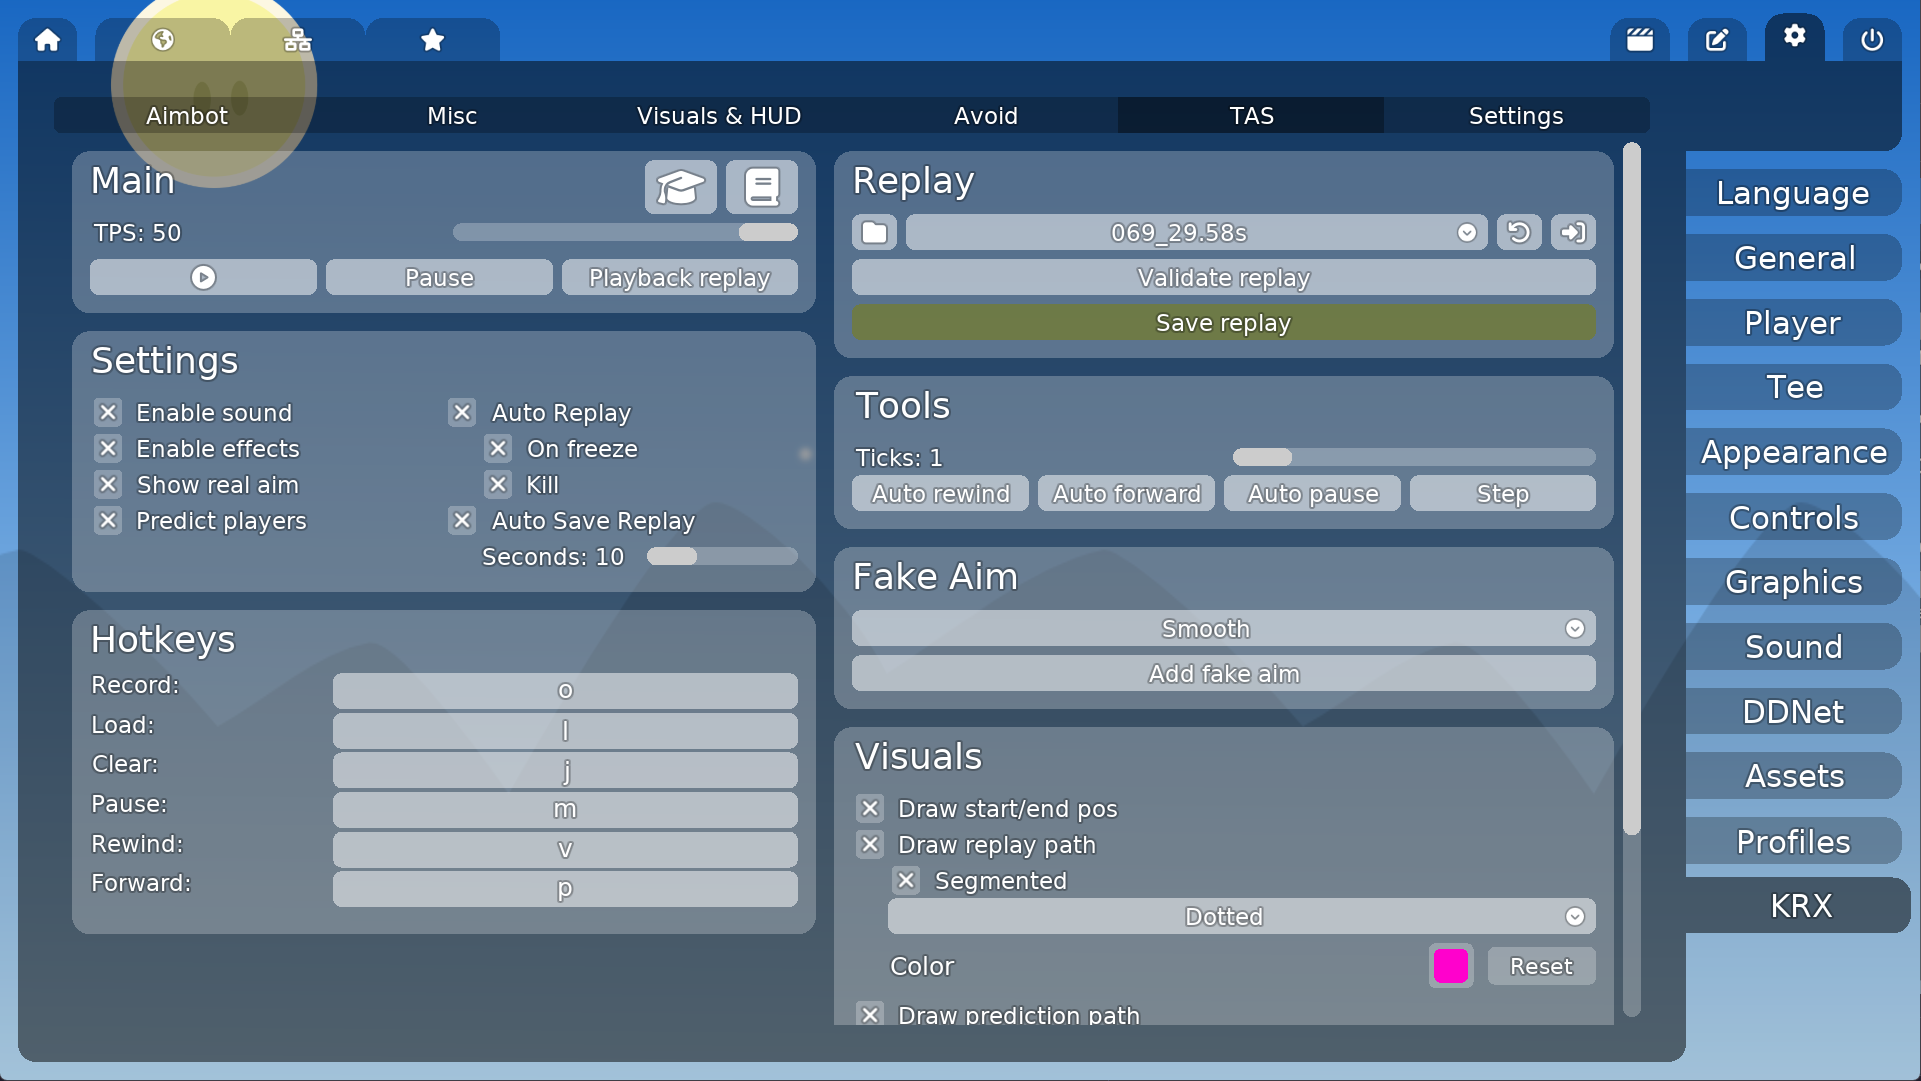 Aimbot
Misc
Visuals & HUD
Avoid
TAS
Settings
Main
TPS: 50
Pause
Playback replay
Settings
Enable sound
Enable effects
Show real aim
Predict players
Auto Replay
On freeze
Kill
Auto Save Replay
Seconds: 10
Hotkeys
Record:
o
Load:
l
Clear:
j
Pause:
m
Rewind:
v
Forward:
p
Replay
069_29.58s
Validate replay
Save replay
Tools
Ticks: 1
Auto rewind
Auto forward
Auto pause
Step
Fake Aim
Smooth
Add fake aim
Visuals
Draw start/end pos
Draw replay path
Segmented
Dotted
Color
Reset
Draw prediction path
Language
General
Player
Tee
Appearance
Controls
Graphics
Sound
DDNet
Assets
Profiles
KRX